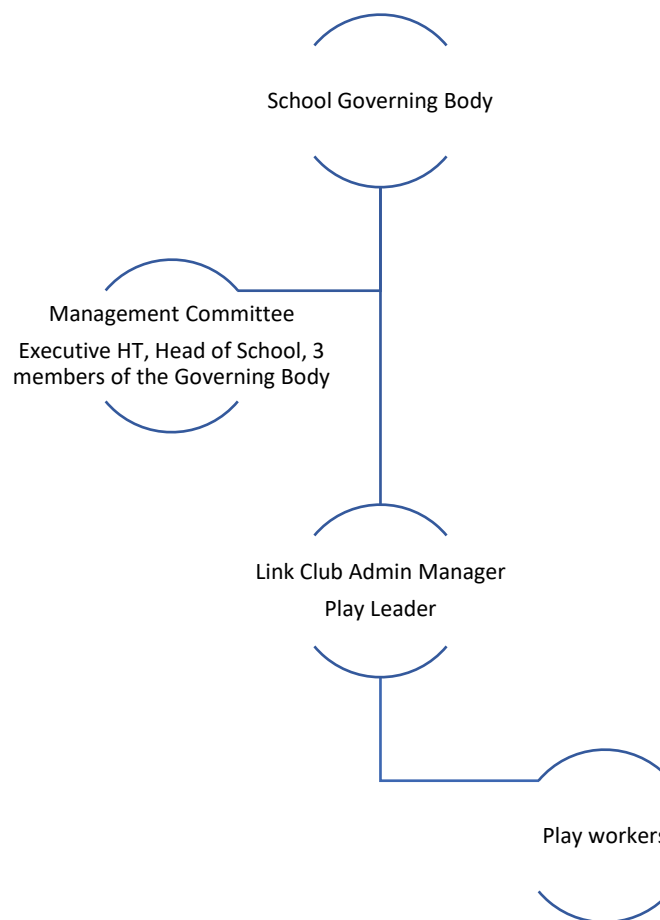 School Governing Body
Management Committee
Executive HT, Head of School, 3
members of the Governing Body
Link Club Admin Manager
Play Leader
Play workers